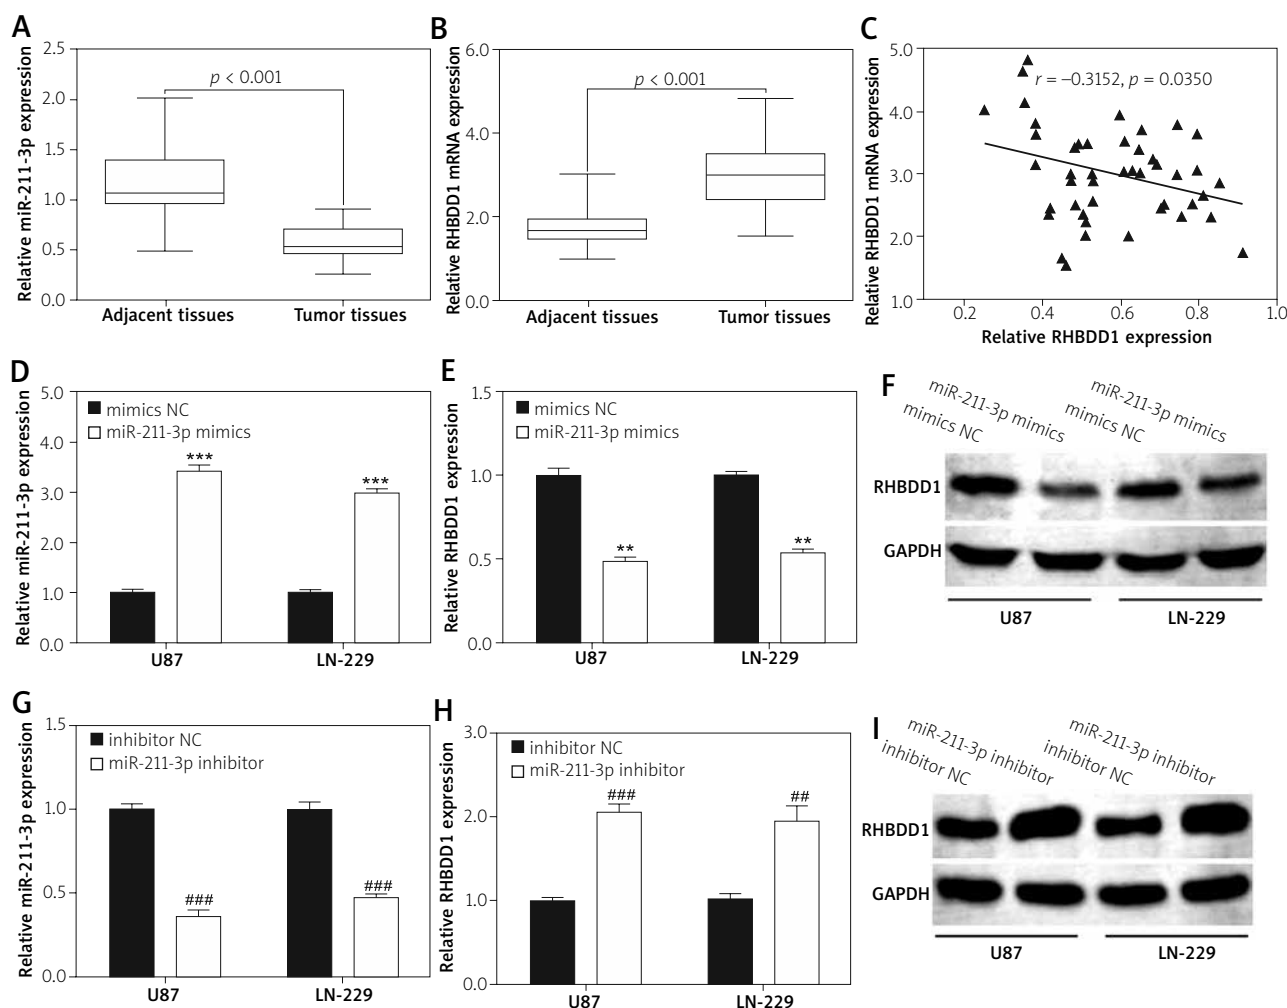 A
Relative miR-211-3p expression
2.5
2.0
1.5
1.0
0.5
0.0
p < 0.001
Adjacent tissues
Tumor tissues
B
Relative RHBDD1 mRNA expression
6.0
4.0
2.0
0.0
p < 0.001
Adjacent tissues
Tumor tissues
C
Relative RHBDD1 mRNA expression
5.0
4.0
3.0
2.0
1.0
r = –0.3152, p = 0.0350
0.2
0.4
0.6
0.8
1.0
Relative RHBDD1 expression
D
Relative miR-211-3p expression
5.0
4.0
3.0
2.0
1.0
0.0
mimics NC
miR-211-3p mimics
***
***
U87
LN-229
E
Relative RHBDD1 expression
1.5
1.0
0.5
0.0
mimics NC
miR-211-3p mimics
**
**
U87
LN-229
F
mimics NC
miR-211-3p mimics
mimics NC
miR-211-3p mimics
RHBDD1
GAPDH
U87
LN-229
G
Relative miR-211-3p expression
1.5
1.0
0.5
0.0
inhibitor NC
miR-211-3p inhibitor
###
###
U87
LN-229
H
Relative RHBDD1 expression
3.0
2.0
1.0
0.0
inhibitor NC
miR-211-3p inhibitor
###
##
U87
LN-229
I
inhibitor NC
miR-211-3p inhibitor
inhibitor NC
miR-211-3p inhibitor
RHBDD1
GAPDH
U87
LN-229